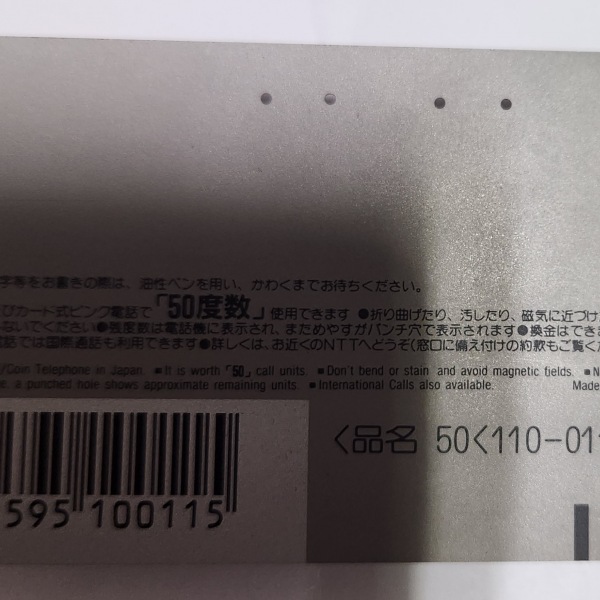 字等をお書きの際は、油性ペンを用い、かわくまでお待ちください。
びカード式ピンク電話で「50度数」使用できます ●折り曲げたり、汚したり、磁気に近づけ
ないでください ●残度数は電話機に表示され、まためやすがパンチ穴で表示されます ●換金はできま
電話では国際通話も利用できます ●詳しくは、お近くのNTTへどうぞ(窓口に備え付けの約款もご覧くだ
/Coin Telephone in Japan. ■It is worth「50」call units. ■Don't bend or stain and avoid magnetic fields. ■N
a punched hole shows approximate remaining units. ■International Calls also available. Made
〈品名 50〈110-011
595100115